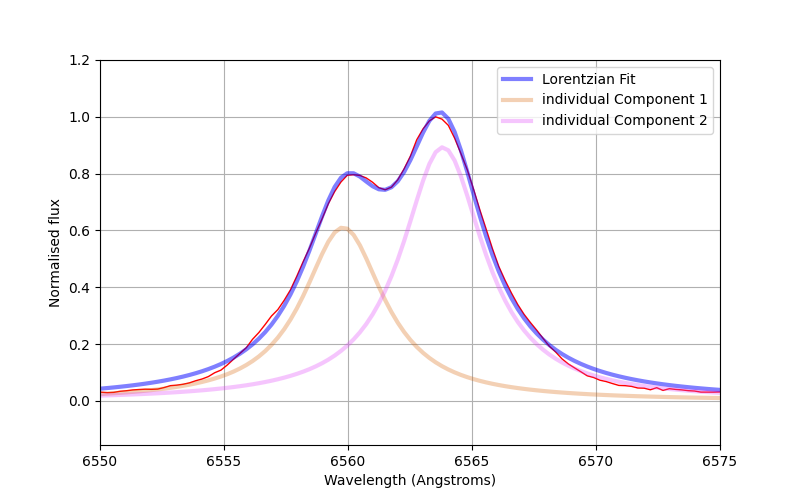 1.2
1.0
0.8
0.6
0.4
0.2
0.0
Normalised flux
Lorentzian Fit
individual Component 1
individual Component 2
6550 6555 6560 6565 6570 6575
Wavelength (Angstroms)